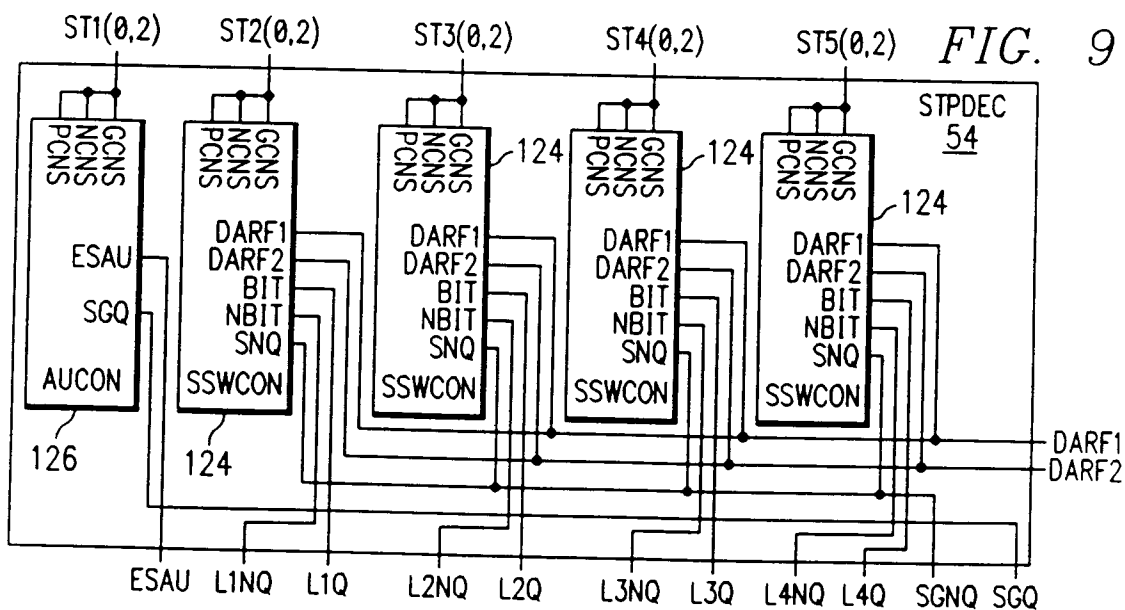 FIG. 9
ST1(0,2) ST2(0,2) ST3(0,2) ST4(0,2) ST5(0,2)
STPDEC
54
PCNS NCNS GCNS
ESAU
SGQ
AUCON
126
PCNS NCNS GCNS
DARF1
DARF2
BIT
NBIT
SNQ
SSWCON
124
PCNS NCNS GCNS
124
DARF1
DARF2
BIT
NBIT
SNQ
SSWCON
PCNS NCNS GCNS
124
DARF1
DARF2
BIT
NBIT
SNQ
SSWCON
PCNS NCNS GCNS
124
DARF1
DARF2
BIT
NBIT
SNQ
SSWCON
DARF1
DARF2
ESAU L1NQ L1Q L2NQ L2Q L3NQ L3Q L4NQ L4Q SGNQ SGQ